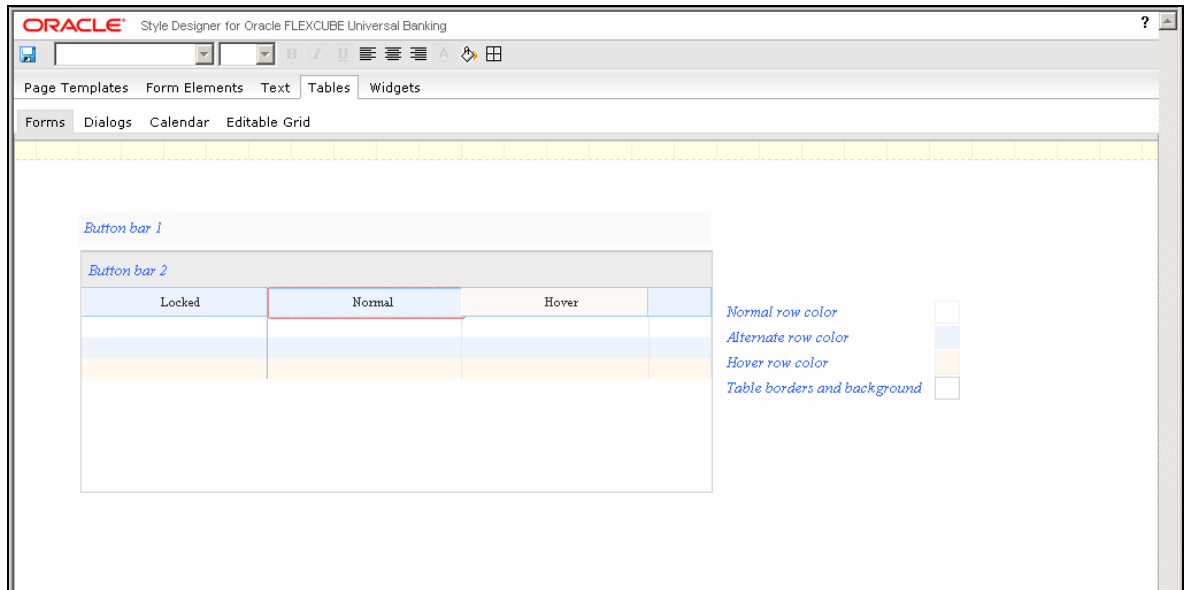 ORACLE Style Designer for Oracle FLEXCUBE Universal Banking ?
B I U A
Page Templates Form Elements Text Tables Widgets
Forms Dialogs Calendar Editable Grid
Button bar 1
Button bar 2
Locked Normal Hover
Normal row color
Alternate row color
Hover row color
Table borders and background